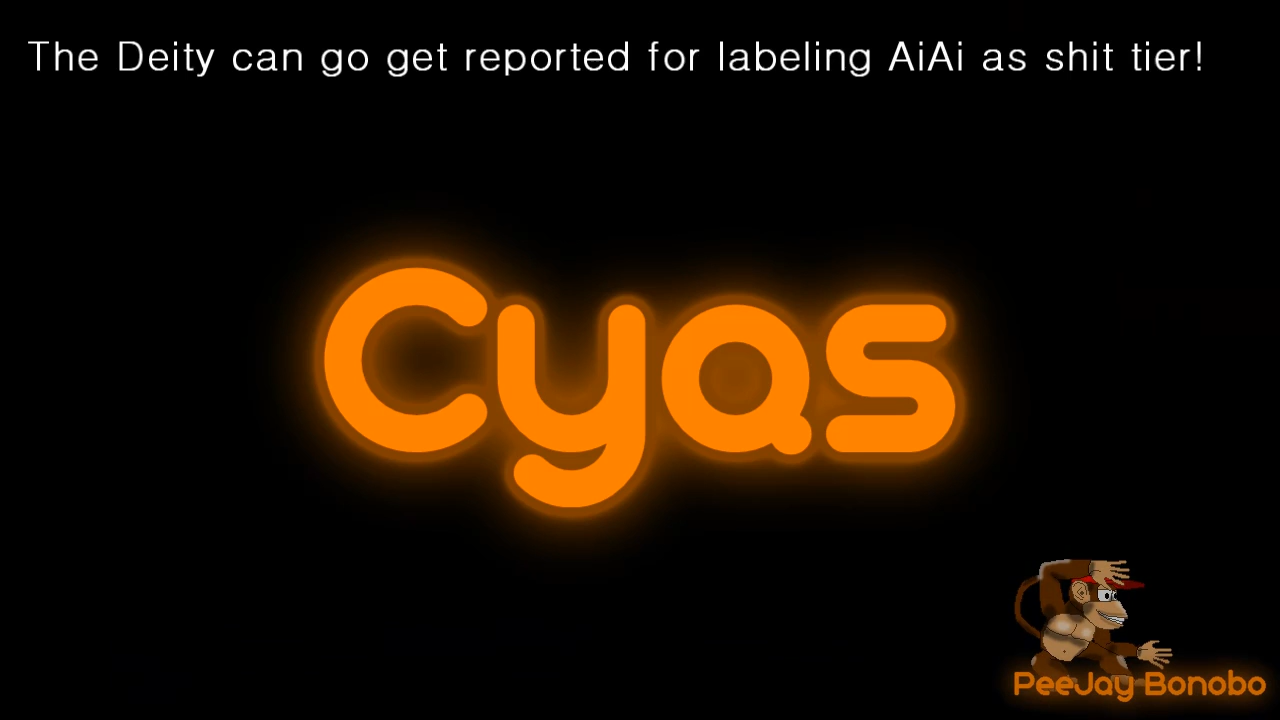 The Deity can go get reported for labeling AiAi as shit tier!
Cyas
PeeJay Bonobo